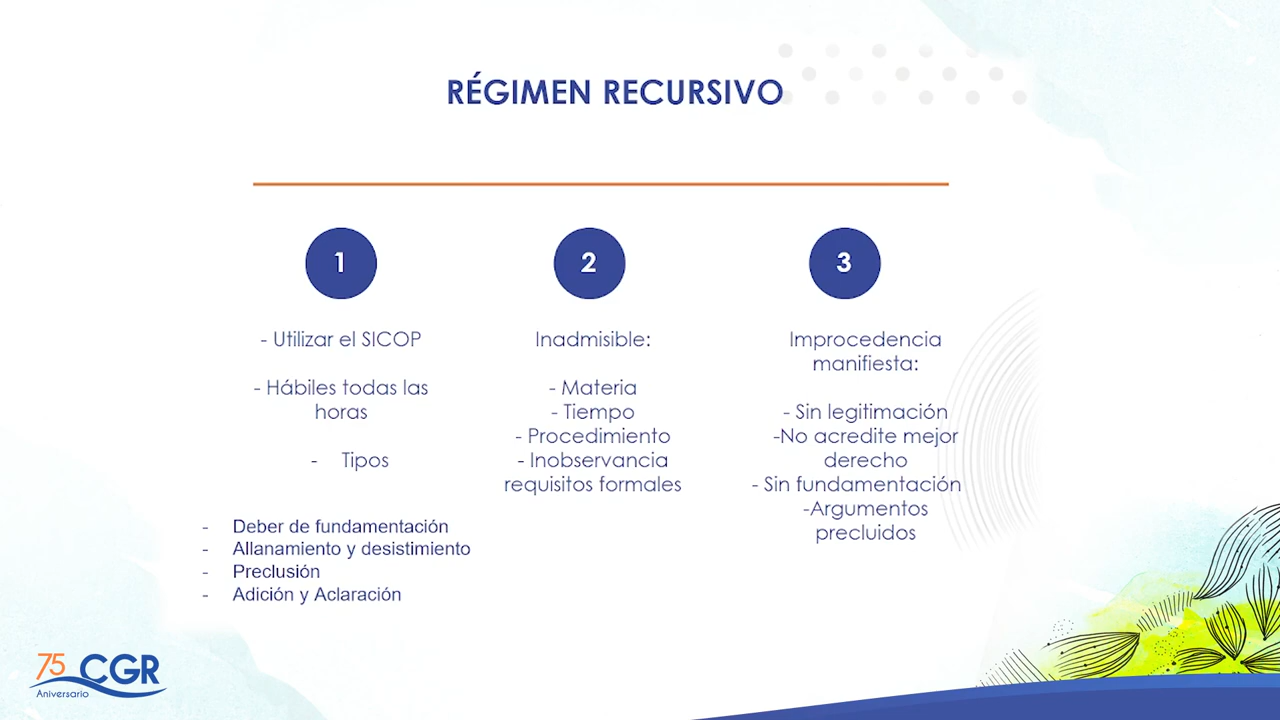 RÉGIMEN RECURSIVO
1
- Utilizar el SICOP
- Hábiles todas las
horas
- Tipos
- Deber de fundamentación
- Allanamiento y desistimiento
- Preclusión
- Adición y Aclaración
2
Inadmisible:
- Materia
- Tiempo
- Procedimiento
- Inobservancia
requisitos formales
3
Improcedencia
manifiesta:
- Sin legitimación
-No acredite mejor
derecho
- Sin fundamentación
-Argumentos
precluidos
75 CGR
Aniversario